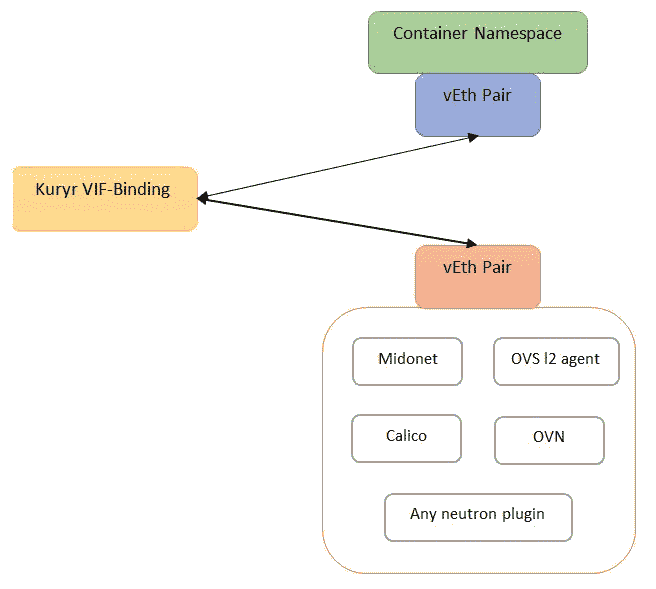 Container Namespace
vEth Pair
Kuryr VIF-Binding
vEth Pair
Midonet
OVS l2 agent
Calico
OVN
Any neutron plugin